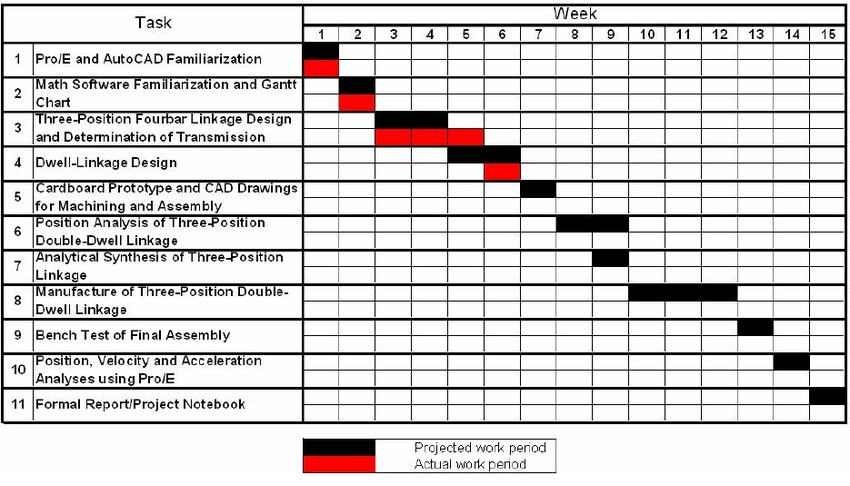 Task
Week
1 2 3 4 5 6 7 8 9 10 11 12 13 14 15
1 Pro/E and AutoCAD Familiarization
2 Math Software Familiarization and Gantt
Chart
3 Three-Position Fourbar Linkage Design
and Determination of Transmission
4 Dwell-Linkage Design
5 Cardboard Prototype and CAD Drawings
for Machining and Assembly
6 Position Analysis of Three-Position
Double-Dwell Linkage
7 Analytical Synthesis of Three-Position
Linkage
8 Manufacture of Three-Position Double-
Dwell Linkage
9 Bench Test of Final Assembly
10 Position, Velocity and Acceleration
Analyses using Pro/E
11 Formal Report/Project Notebook
Projected work period
Actual work period